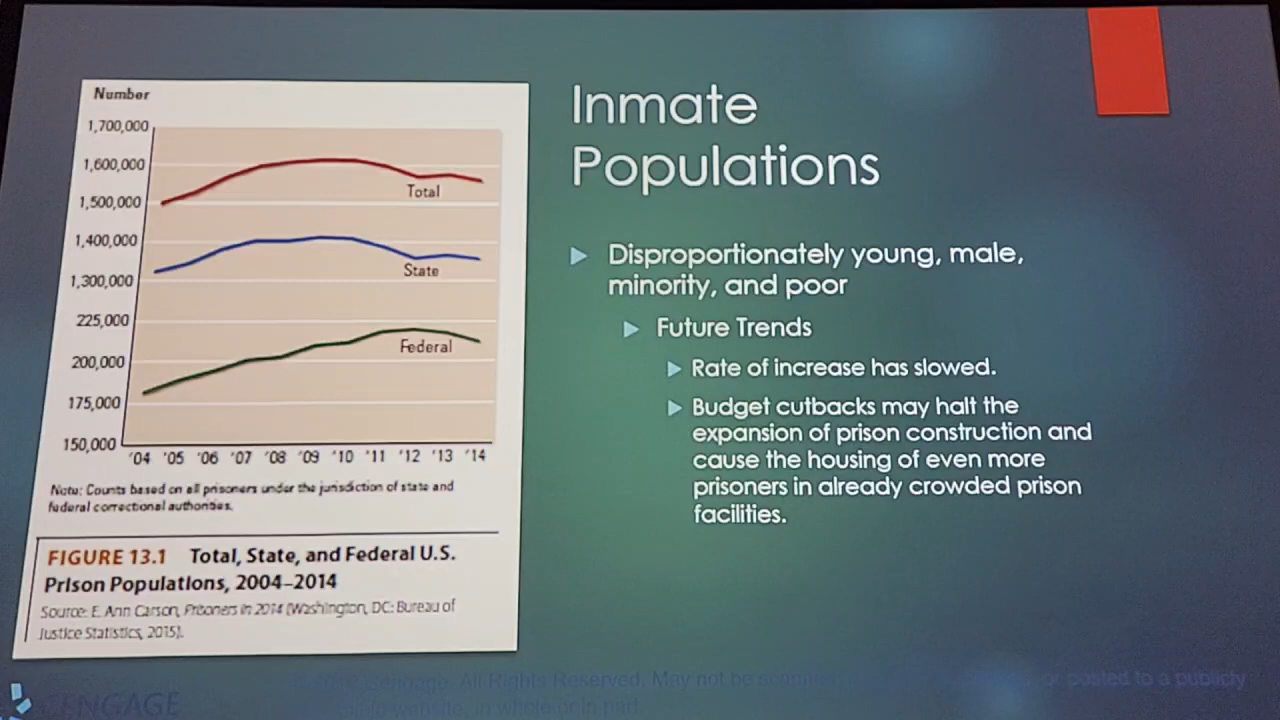 Number
1,700,000
1,600,000
1,500,000
1,400,000
1,300,000
225,000
200,000
175,000
150,000
Total
State
Federal
'04 '05 '06 '07 '08 '09 '10 '11 '12 '13 '14
Note: Counts based on all prisoners under the jurisdiction of state and
federal correctional authorities.
FIGURE 13.1 Total, State, and Federal U.S.
Prison Populations, 2004–2014
Source: E. Ann Carson, Prisoners in 2014 (Washington, DC: Bureau of
Justice Statistics, 2015).
Inmate
Populations
Disproportionately young, male,
minority, and poor
Future Trends
Rate of increase has slowed.
Budget cutbacks may halt the
expansion of prison construction and
cause the housing of even more
prisoners in already crowded prison
facilities.
CENGAGE
Cengage. All Rights Reserved. May not be or posted to a publicly
website, in whole or in part.